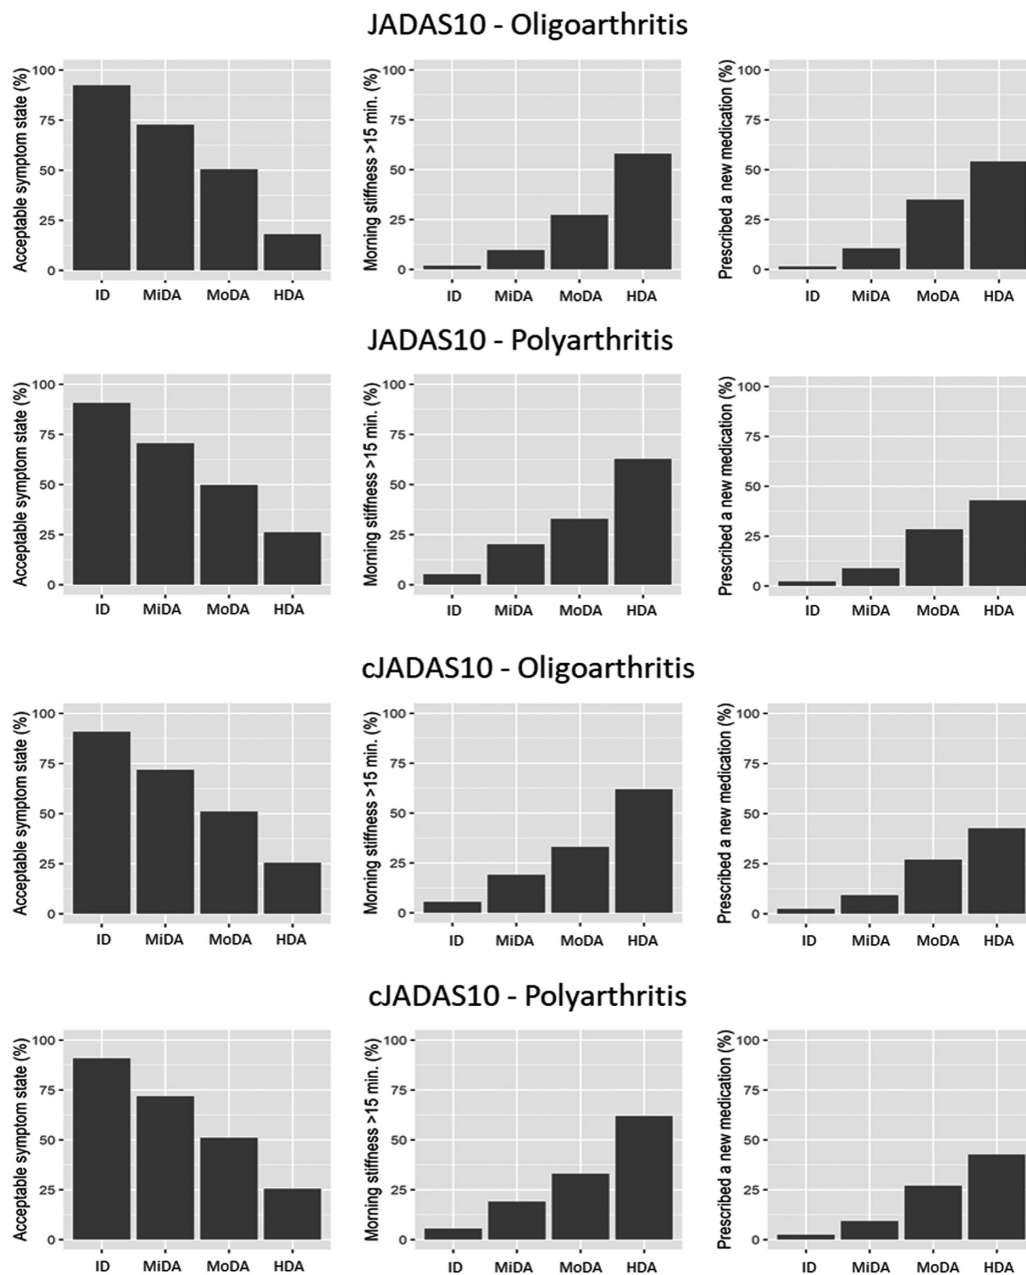 JADAS10 - Oligoarthritis
Acceptable symptom state (%)
100
75
50
25
0
ID MiDA MoDA HDA
Morning stiffness >15 min. (%)
100
75
50
25
0
ID MiDA MoDA HDA
Prescribed a new medication (%)
100
75
50
25
0
ID MiDA MoDA HDA
JADAS10 - Polyarthritis
Acceptable symptom state (%)
100
75
50
25
0
ID MiDA MoDA HDA
Morning stiffness >15 min. (%)
100
75
50
25
0
ID MiDA MoDA HDA
Prescribed a new medication (%)
100
75
50
25
0
ID MiDA MoDA HDA
cJADAS10 - Oligoarthritis
Acceptable symptom state (%)
100
75
50
25
0
ID MiDA MoDA HDA
Morning stiffness >15 min. (%)
100
75
50
25
0
ID MiDA MoDA HDA
Prescribed a new medication (%)
100
75
50
25
0
ID MiDA MoDA HDA
cJADAS10 - Polyarthritis
Acceptable symptom state (%)
100
75
50
25
0
ID MiDA MoDA HDA
Morning stiffness >15 min. (%)
100
75
50
25
0
ID MiDA MoDA HDA
Prescribed a new medication (%)
100
75
50
25
0
ID MiDA MoDA HDA